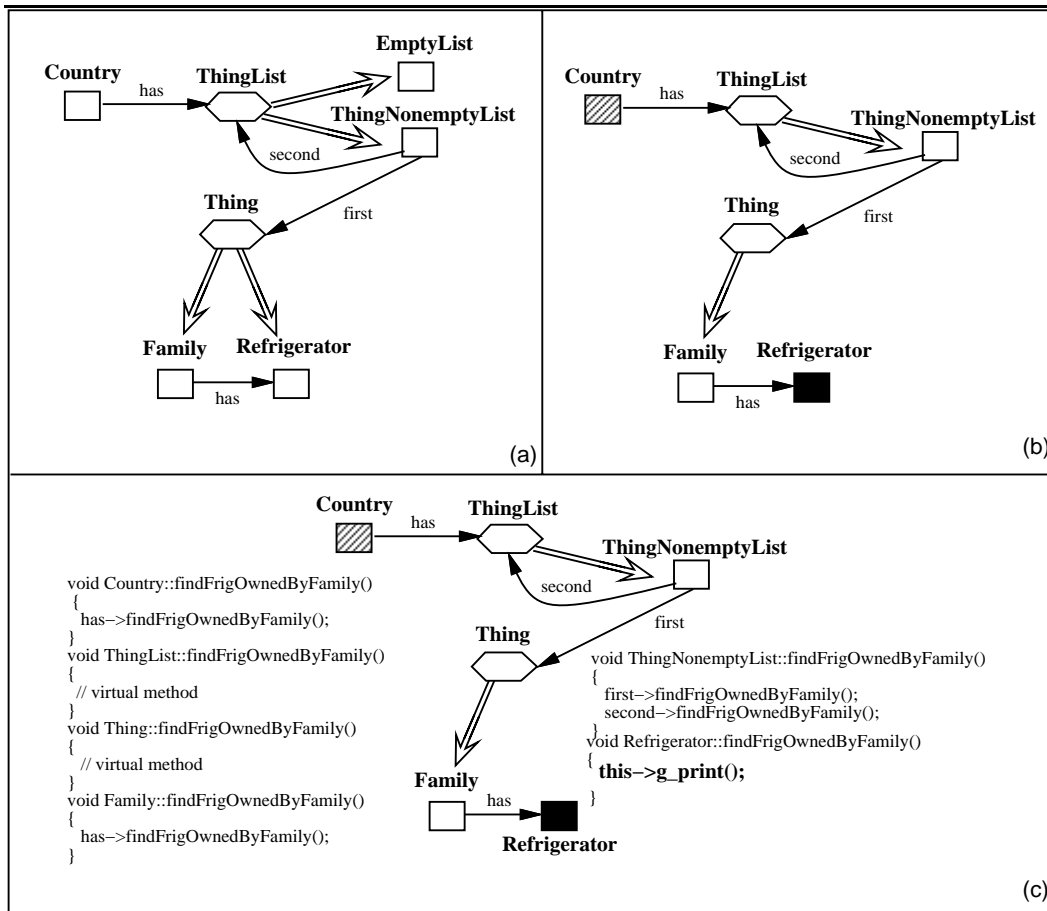 EmptyList
Country
ThingList
has
ThingNonemptyList
second
Thing
first
Family Refrigerator
has
(a)
Country
ThingList
has
ThingNonemptyList
second
Thing
first
Family
Refrigerator
has
(b)
Country
ThingList
has
ThingNonemptyList
second
first
Thing
Family
has
Refrigerator
void Country::findFrigOwnedByFamily()
{
has->findFrigOwnedByFamily();
}
void ThingList::findFrigOwnedByFamily()
{
// virtual method
}
void Thing::findFrigOwnedByFamily()
{
// virtual method
}
void Family::findFrigOwnedByFamily()
{
has->findFrigOwnedByFamily();
}
void ThingNonemptyList::findFrigOwnedByFamily()
{
first->findFrigOwnedByFamily();
second->findFrigOwnedByFamily();
}
void Refrigerator::findFrigOwnedByFamily()
{
this->g_print();
}
(c)